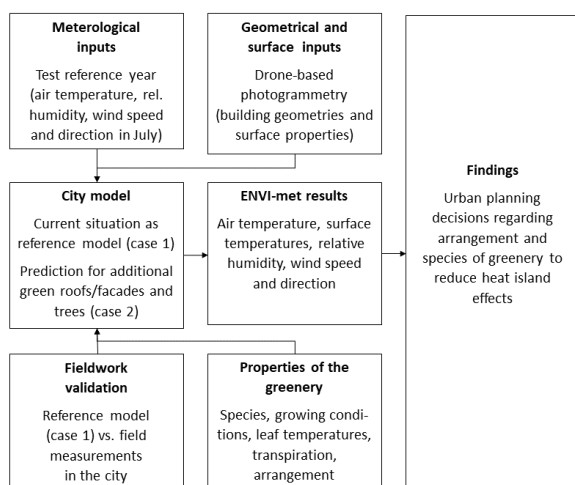 Meterological
inputs
Test reference year
(air temperature, rel.
humidity, wind speed
and direction in July)
Geometrical and
surface inputs
Drone-based
photogrammetry
(building geometries and
surface properties)
City model
Current situation as
reference model (case 1)
Prediction for additional
green roofs/facades and
trees (case 2)
ENVI-met results
Air temperature, surface
temperatures, relative
humidity, wind speed
and direction
Findings
Urban planning
decisions regarding
arrangement and
species of greenery to
reduce heat island
effects
Fieldwork
validation
Reference model
(case 1) vs. field
measurements
in the city
Properties of the
greenery
Species, growing condi-
tions, leaf temperatures,
transpiration,
arrangement